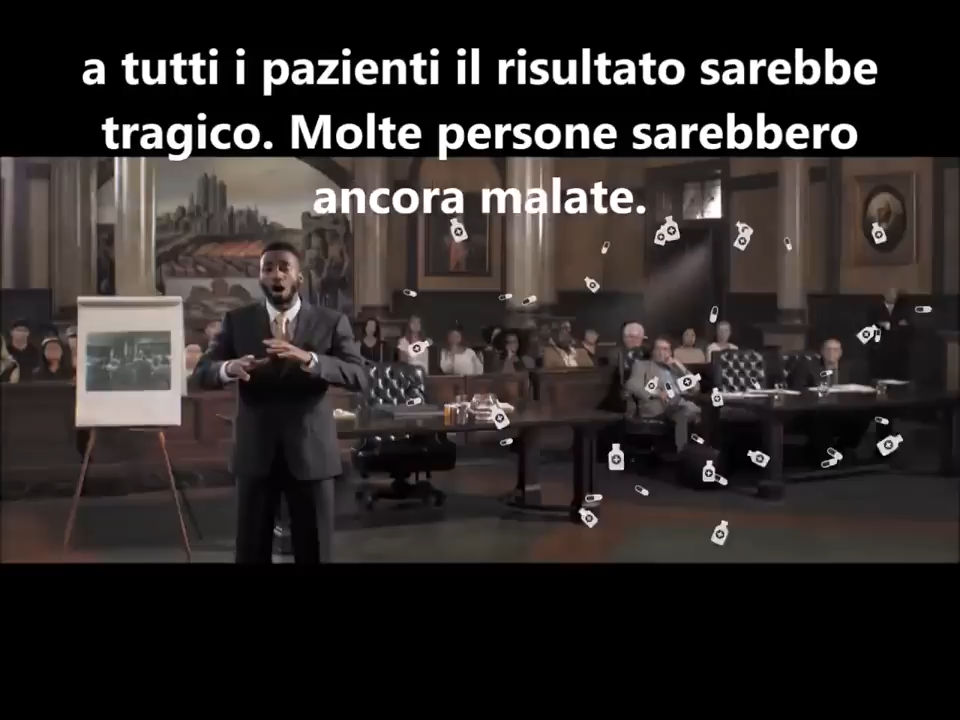 a tutti i pazienti il risultato sarebbe
tragico. Molte persone sarebbero
ancora malate.